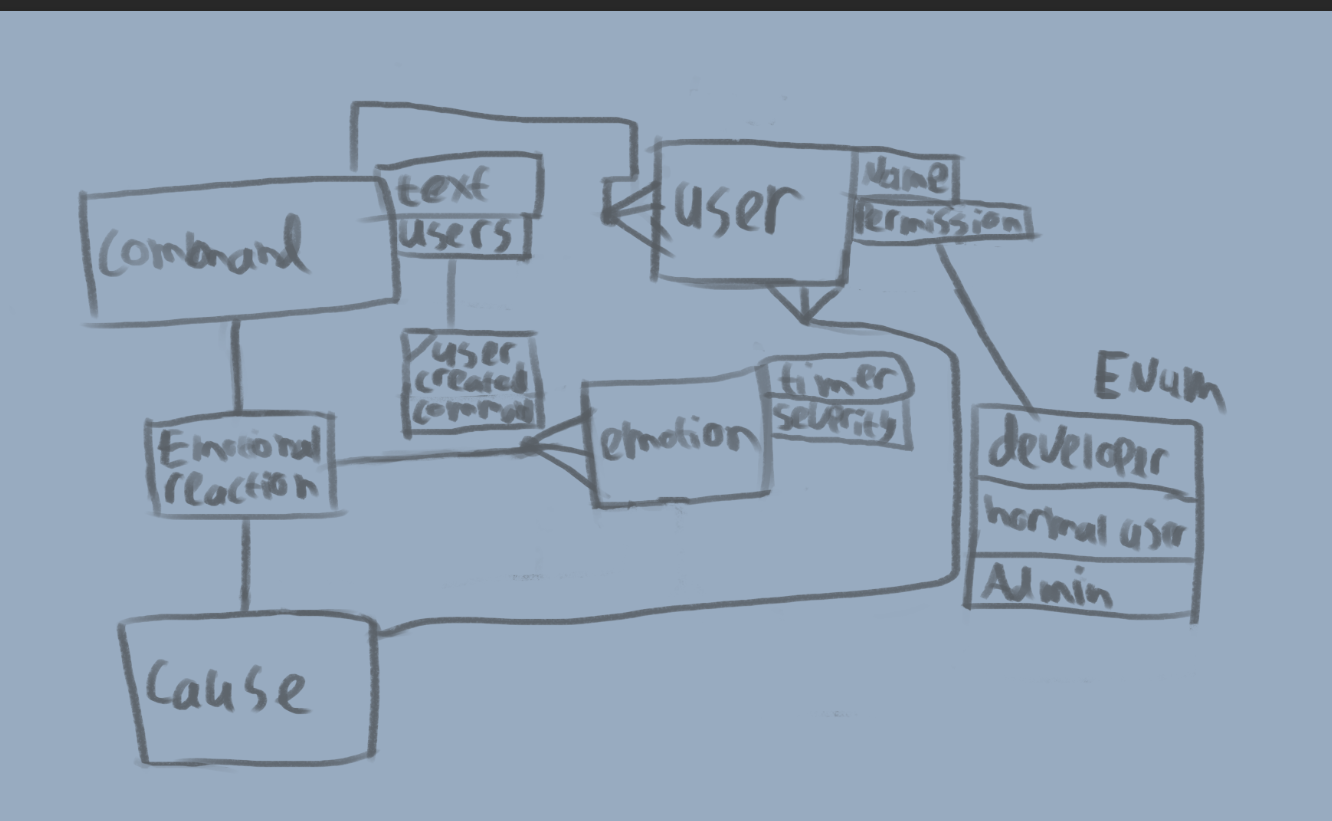 text
users
Command
user
Name
Permission
user
created
command
emotion
timer
severity
ENum
developer
normal user
Admin
Emotional
reaction
Cause